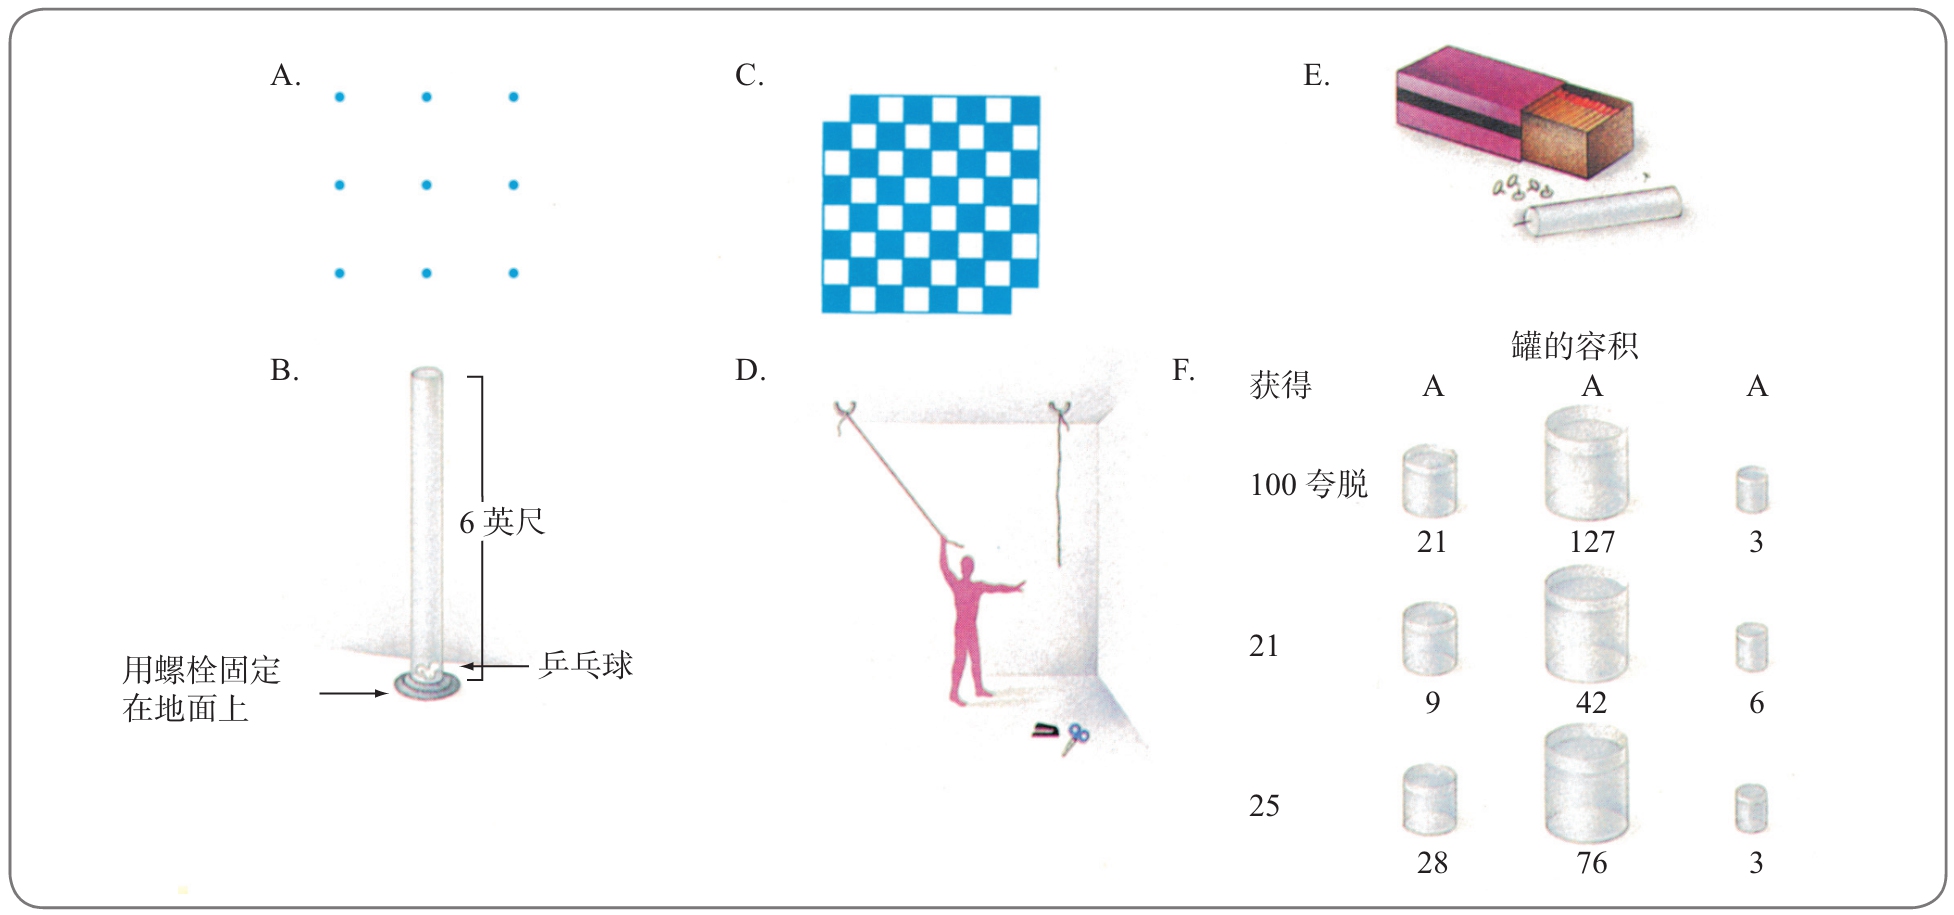 A.
C.
E.
B.
6 英尺
用螺栓固定
在地面上
乒乓球
D.
F.
罐的容积
获得 A A A
100 夸脱
21 127 3
21
9 42 6
25
28 76 3